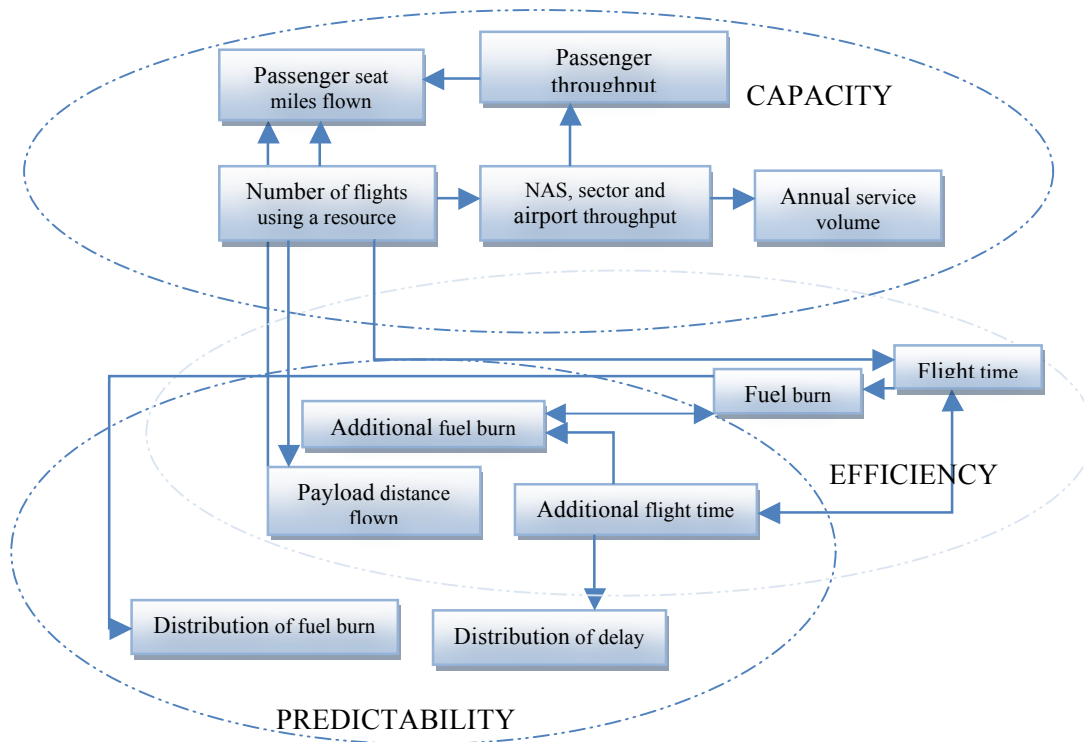 Passenger seat
miles flown
Passenger
throughput
CAPACITY
Number of flights
using a resource
NAS, sector and
airport throughput
Annual service
volume
Flight time
Fuel burn
Additional fuel burn
EFFICIENCY
Payload distance
flown
Additional flight time
Distribution of fuel burn
Distribution of delay
PREDICTABILITY